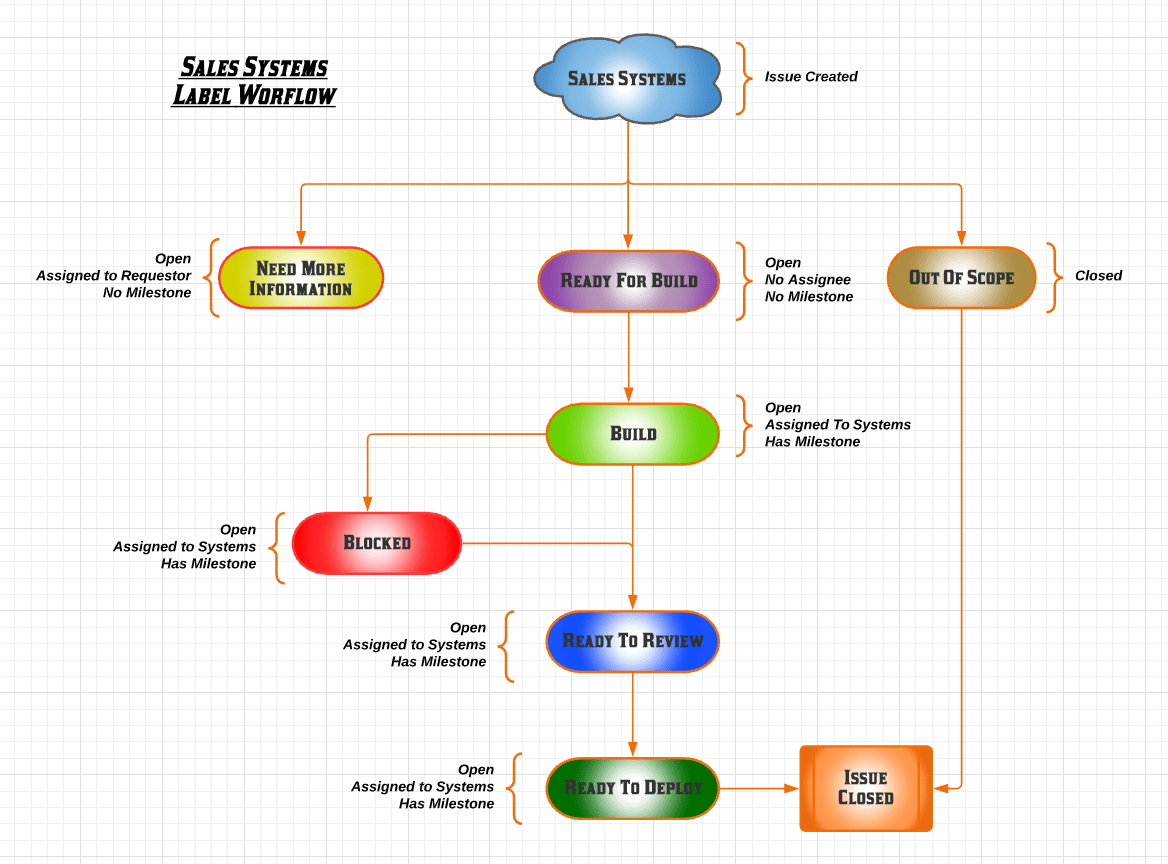 Sales Systems
Label Worflow
Sales Systems
Issue Created
Open
Assigned to Requestor
No Milestone
Need More
Information
Ready For Build
Open
No Assignee
No Milestone
Out Of Scope
Closed
Build
Open
Assigned To Systems
Has Milestone
Open
Assigned to Systems
Has Milestone
Blocked
Open
Assigned to Systems
Has Milestone
Ready To Review
Open
Assigned to Systems
Has Milestone
Ready To Deploy
Issue
Closed